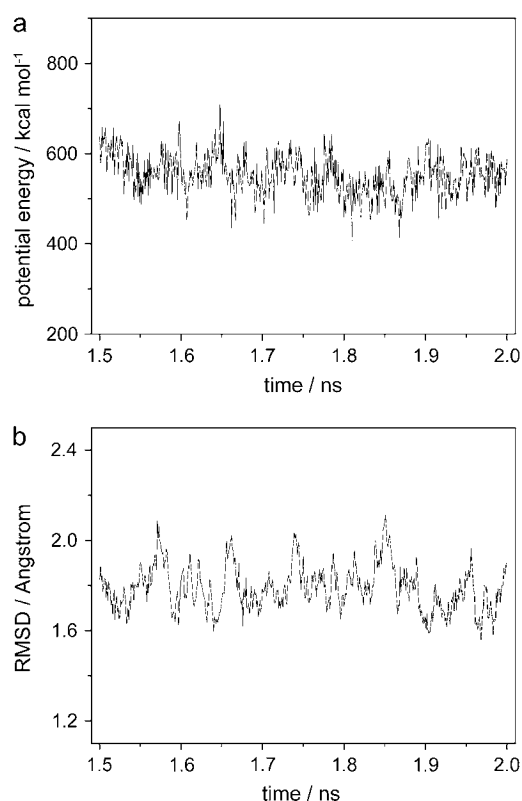 a
800
600
400
200
potential energy / kcal mol⁻¹
1.5 1.6 1.7 1.8 1.9 2.0
time / ns
b
2.4
2.0
1.6
1.2
RMSD / Angstrom
1.5 1.6 1.7 1.8 1.9 2.0
time / ns